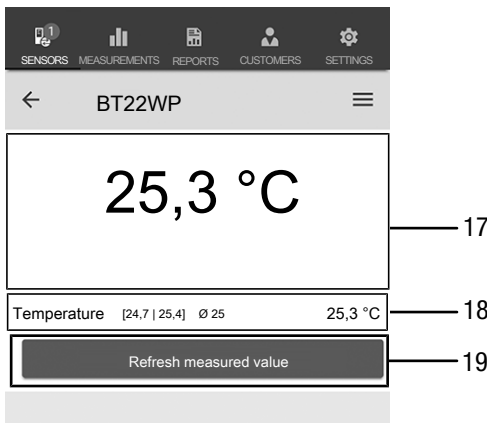 1
SENSORS MEASUREMENTS REPORTS CUSTOMERS SETTINGS
BT22WP
25,3 °C
17
Temperature [24,7 | 25,4] Ø 25 25,3 °C
18
Refresh measured value
19